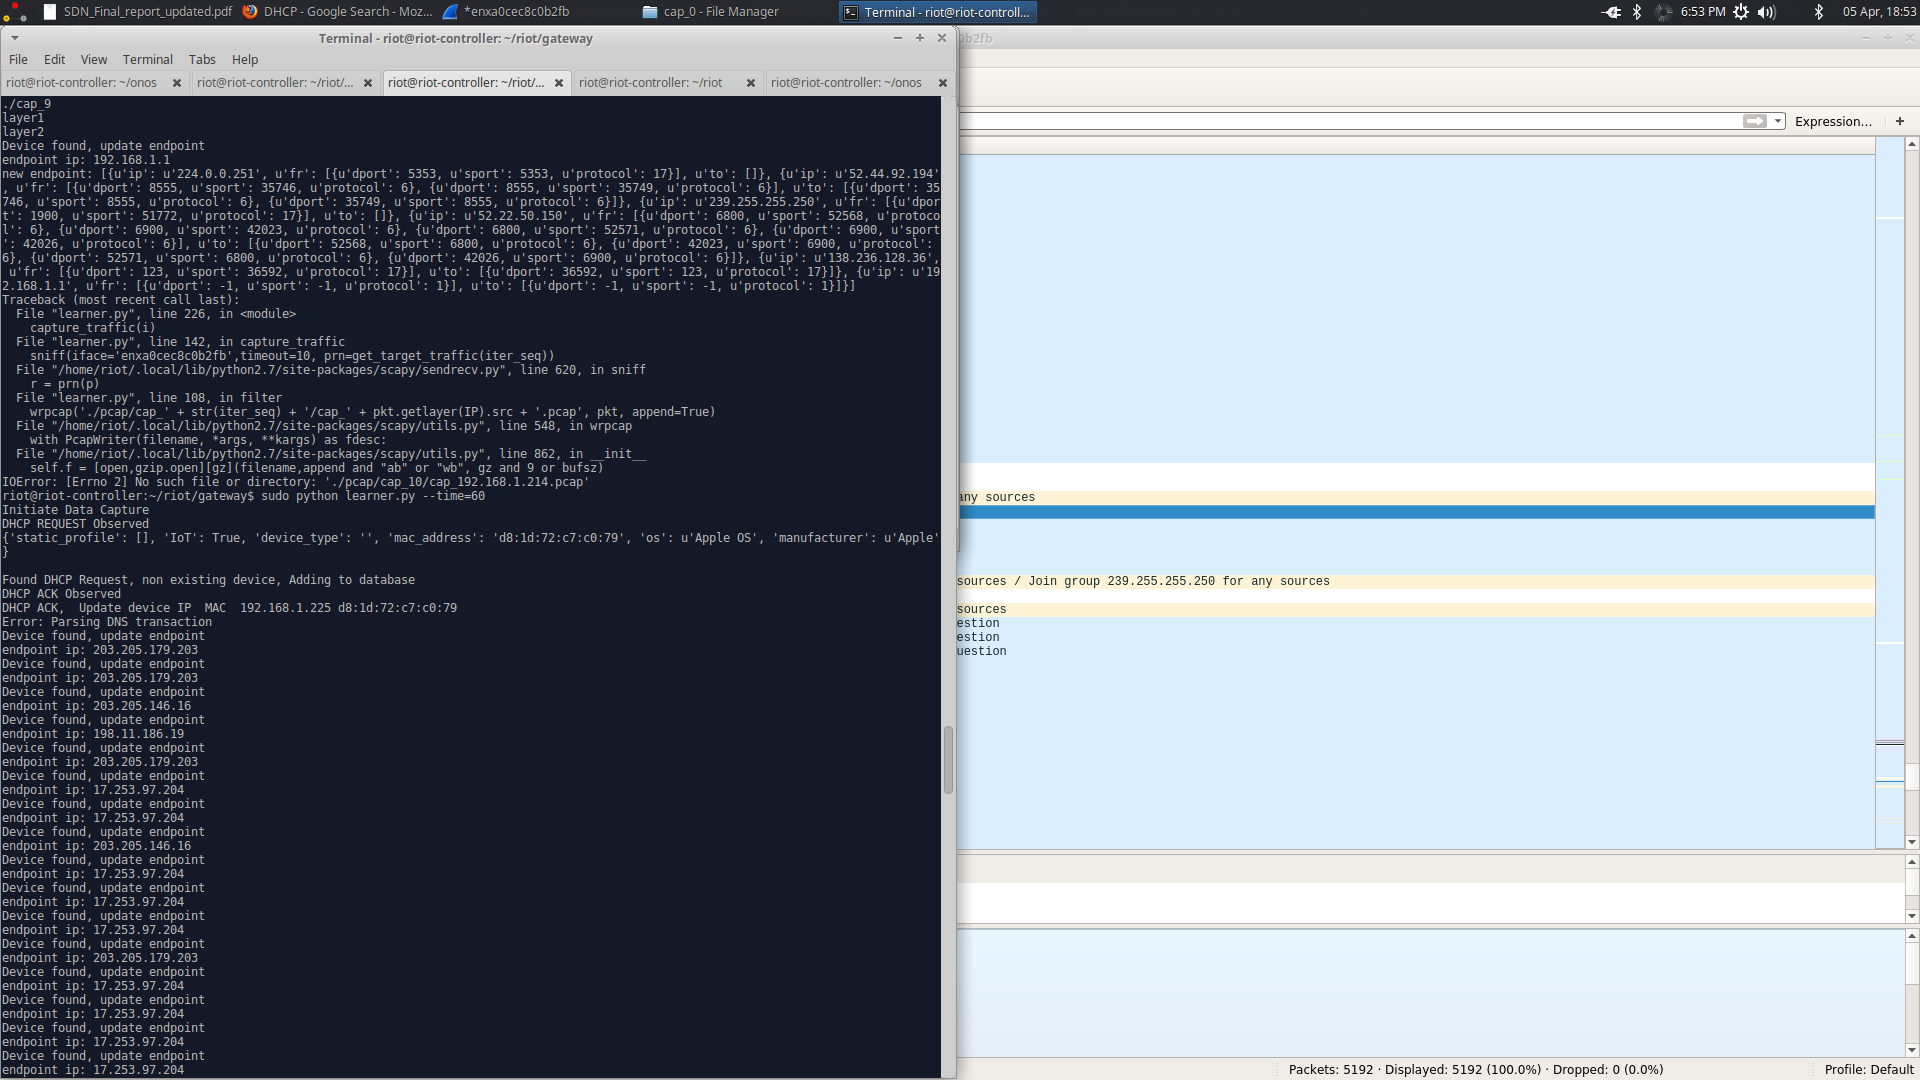 SDN_Final_report_updated.pdf
DHCP - Google Search - Moz...
*enxa0cec8c0b2fb
cap_0 - File Manager
Terminal - riot@riot-controll...
6:53 PM
05 Apr, 18:53
Terminal - riot@riot-controller: ~/riot/gateway
0b2fb
File Edit View Terminal Tabs Help
riot@riot-controller: ~/onos
riot@riot-controller: ~/riot/...
riot@riot-controller: ~/riot/...
riot@riot-controller: ~/riot
riot@riot-controller: ~/onos
./cap_9
layer1
layer2
Device found, update endpoint
endpoint ip: 192.168.1.1
new endpoint: [{u'ip': u'224.0.0.251', u'fr': [{u'dport': 5353, u'sport': 5353, u'protocol': 17}], u'to': []}, {u'ip': u'52.44.92.194'
, u'fr': [{u'dport': 8555, u'sport': 35746, u'protocol': 6}, {u'dport': 8555, u'sport': 35749, u'protocol': 6}], u'to': [{u'dport': 35
746, u'sport': 8555, u'protocol': 6}, {u'dport': 35749, u'sport': 8555, u'protocol': 6}]}, {u'ip': u'239.255.255.250', u'fr': [{u'dpor
t': 1900, u'sport': 51772, u'protocol': 17}], u'to': []}, {u'ip': u'52.22.50.150', u'fr': [{u'dport': 6800, u'sport': 52568, u'protoco
l': 6}, {u'dport': 6900, u'sport': 42023, u'protocol': 6}, {u'dport': 6800, u'sport': 52571, u'protocol': 6}, {u'dport': 6900, u'sport
': 42026, u'protocol': 6}], u'to': [{u'dport': 52568, u'sport': 6800, u'protocol': 6}, {u'dport': 42023, u'sport': 6900, u'protocol': 
6}, {u'dport': 52571, u'sport': 6800, u'protocol': 6}, {u'dport': 42026, u'sport': 6900, u'protocol': 6}]}, {u'ip': u'138.236.128.36',
 u'fr': [{u'dport': 123, u'sport': 36592, u'protocol': 17}], u'to': [{u'dport': 36592, u'sport': 123, u'protocol': 17}]}, {u'ip': u'19
2.168.1.1', u'fr': [{u'dport': -1, u'sport': -1, u'protocol': 1}], u'to': [{u'dport': -1, u'sport': -1, u'protocol': 1}]}]
Traceback (most recent call last):
  File "learner.py", line 226, in <module>
    capture_traffic(i)
  File "learner.py", line 142, in capture_traffic
    sniff(iface='enxa0cec8c0b2fb',timeout=10, prn=get_target_traffic(iter_seq))
  File "/home/riot/.local/lib/python2.7/site-packages/scapy/sendrecv.py", line 620, in sniff
    r = prn(p)
  File "learner.py", line 108, in filter
    wrpcap('./pcap/cap_' + str(iter_seq) + '/cap_' + pkt.getlayer(IP).src + '.pcap', pkt, append=True)
  File "/home/riot/.local/lib/python2.7/site-packages/scapy/utils.py", line 548, in wrpcap
    with PcapWriter(filename, *args, **kargs) as fdesc:
  File "/home/riot/.local/lib/python2.7/site-packages/scapy/utils.py", line 862, in __init__
    self.f = [open,gzip.open][gz](filename,append and "ab" or "wb", gz and 9 or bufsz)
IOError: [Errno 2] No such file or directory: './pcap/cap_10/cap_192.168.1.214.pcap'
riot@riot-controller:~/riot/gateway$ sudo python learner.py --time=60
Initiate Data Capture
DHCP REQUEST Observed
{'static_profile': [], 'IoT': True, 'device_type': '', 'mac_address': 'd8:1d:72:c7:c0:79', 'os': u'Apple OS', 'manufacturer': u'Apple'
}
Found DHCP Request, non existing device, Adding to database
DHCP ACK Observed
DHCP ACK,  Update device IP  MAC  192.168.1.225 d8:1d:72:c7:c0:79
Error: Parsing DNS transaction
Device found, update endpoint
endpoint ip: 203.205.179.203
Device found, update endpoint
endpoint ip: 203.205.179.203
Device found, update endpoint
endpoint ip: 203.205.146.16
Device found, update endpoint
endpoint ip: 198.11.186.19
Device found, update endpoint
endpoint ip: 203.205.179.203
Device found, update endpoint
endpoint ip: 17.253.97.204
Device found, update endpoint
endpoint ip: 17.253.97.204
Device found, update endpoint
endpoint ip: 203.205.146.16
Device found, update endpoint
endpoint ip: 17.253.97.204
Device found, update endpoint
endpoint ip: 17.253.97.204
Device found, update endpoint
endpoint ip: 17.253.97.204
Device found, update endpoint
endpoint ip: 203.205.179.203
Device found, update endpoint
endpoint ip: 17.253.97.204
Device found, update endpoint
endpoint ip: 17.253.97.204
Device found, update endpoint
endpoint ip: 17.253.97.204
Device found, update endpoint
endpoint ip: 17.253.97.204
Expression... +
any sources
sources / Join group 239.255.255.250 for any sources
sources
estion
estion
uestion
Packets: 5192 · Displayed: 5192 (100.0%) · Dropped: 0 (0.0%)
Profile: Default